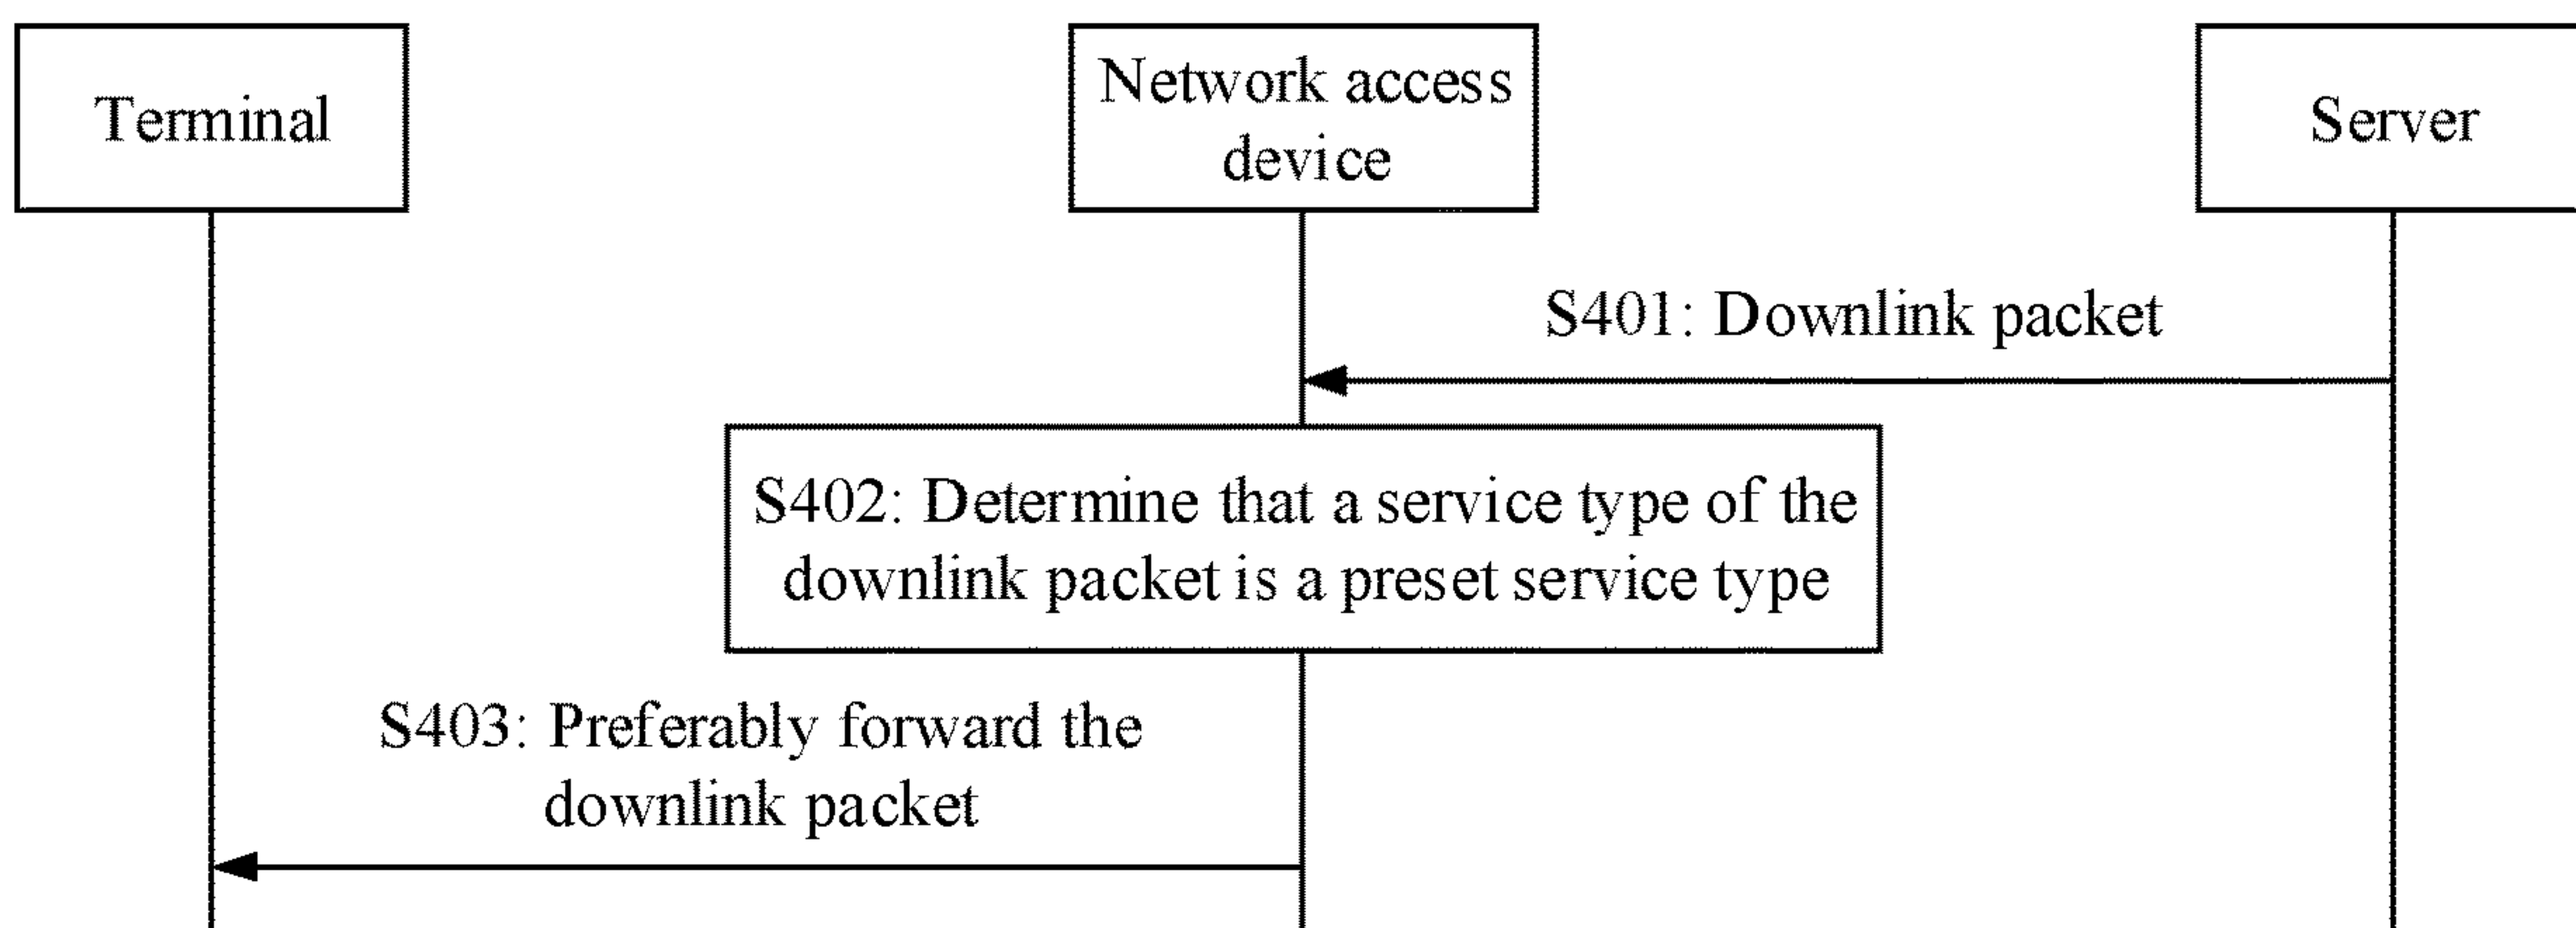 Terminal
Network access
device
Server
S401: Downlink packet
S402: Determine that a service type of the
downlink packet is a preset service type
S403: Preferably forward the
downlink packet